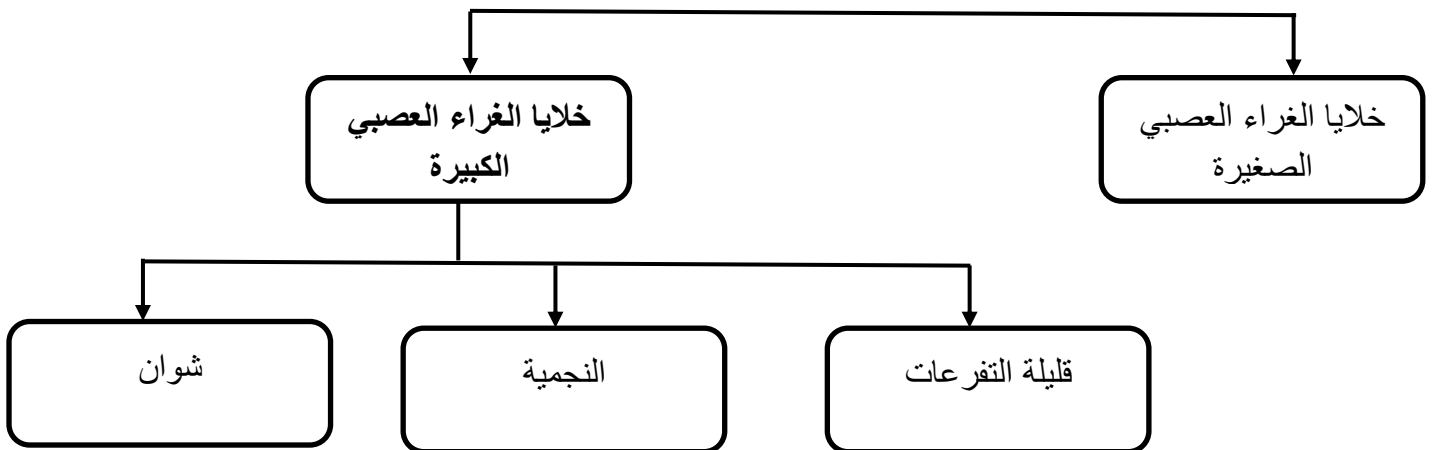 خلايا الغراء العصبي
الصغيرة
خلايا الغراء العصبي
الكبيرة
قليلة التفرعات
النجمية
شوان